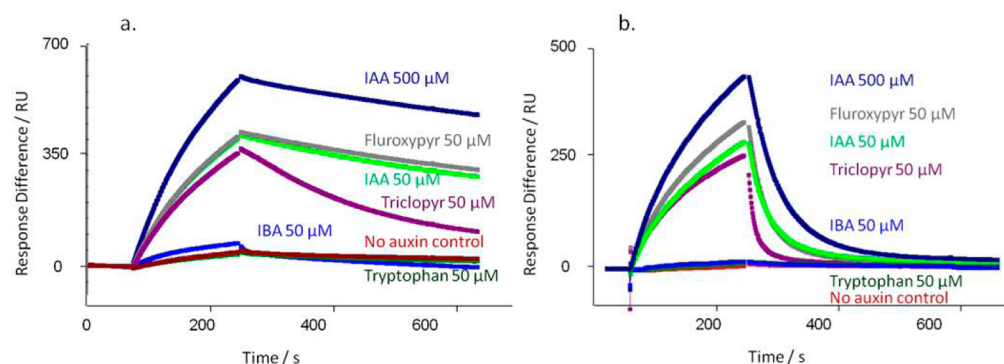 a.
700
350
0
Response Difference / RU
IAA 500 µM
Fluroxypyr 50 µM
IAA 50 µM
Triclopyr 50 µM
IBA 50 µM
No auxin control
Tryptophan 50 µM
0
200
400
600
Time / s
b.
500
250
0
Response Difference / RU
IAA 500 µM
Fluroxypyr 50 µM
IAA 50 µM
Triclopyr 50 µM
IBA 50 µM
Tryptophan 50 µM
No auxin control
200
400
600
Time / s